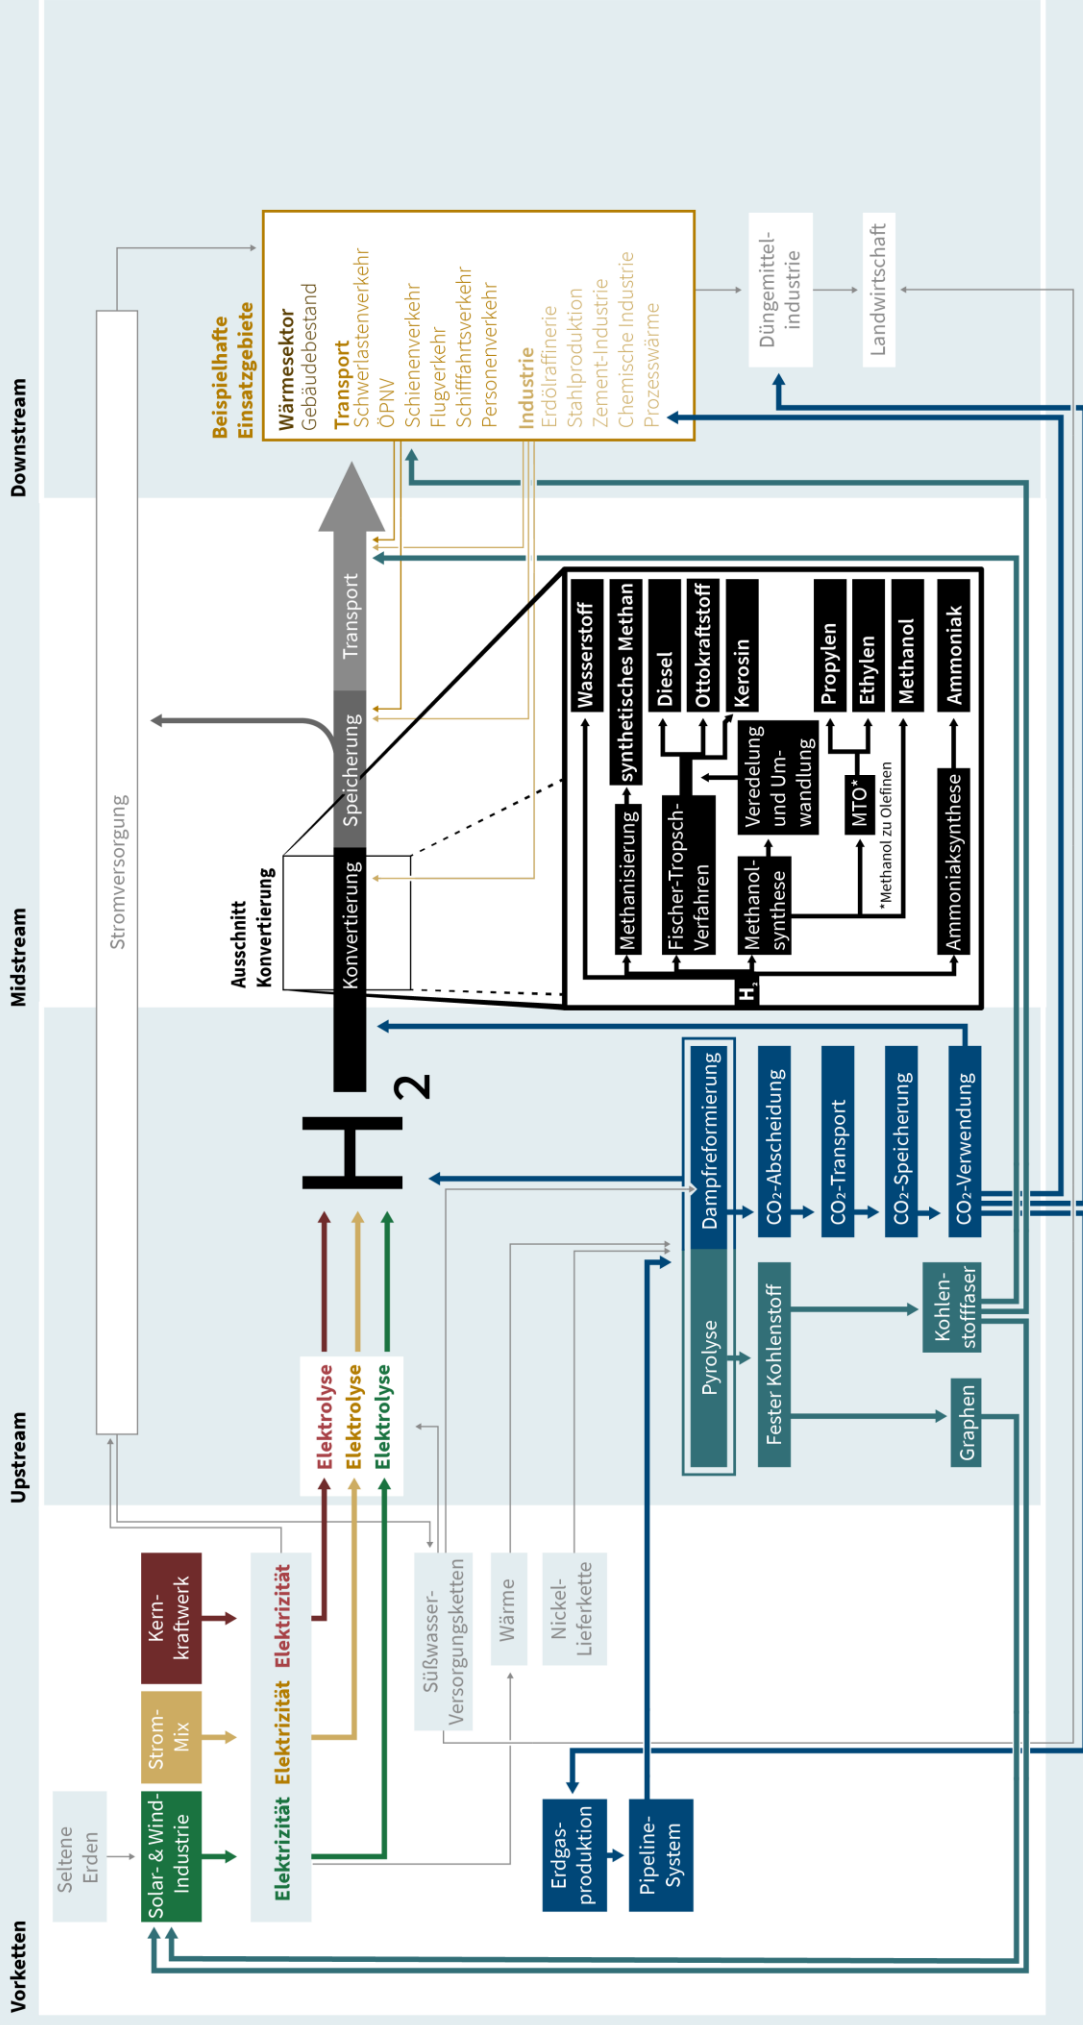 Vorketten
Upstream
Midstream
Downstream
Seltene
Erden
Solar- & Wind-
Industrie
Strom-
Mix
Kern-
kraftwerk
Elektrizität
Elektrizität
Elektrizität
Süßwasser-
Versorgungsketten
Wärme
Nickel-
Lieferkette
Erdgas-
produktion
Pipeline-
System
Stromversorgung
Elektrolyse
Elektrolyse
Elektrolyse
H2
Pyrolyse
Dampfreformierung
Fester Kohlenstoff
Graphen
Kohlen-
stofffaser
CO₂-Abscheidung
CO₂-Transport
CO₂-Speicherung
CO₂-Verwendung
Ausschnitt
Konvertierung
Konvertierung
Speicherung
Transport
H₂
Methanisierung
Fischer-Tropsch-
Verfahren
Methanol-
synthese
Ammoniaksynthese
Veredelung
und Um-
wandlung
MTO*
*Methanol zu Olefinen
Wasserstoff
synthetisches Methan
Diesel
Ottokraftstoff
Kerosin
Propylen
Ethylen
Methanol
Ammoniak
Beispielhafte
Einsatzgebiete
Wärmesektor
Gebäudebestand
Transport
Schwerlastenverkehr
ÖPNV
Schienenverkehr
Flugverkehr
Schifffahrtsverkehr
Personenverkehr
Industrie
Erdölraffinerie
Stahlproduktion
Zement-Industrie
Chemische Industrie
Prozesswärme
Düngemittel-
industrie
Landwirtschaft